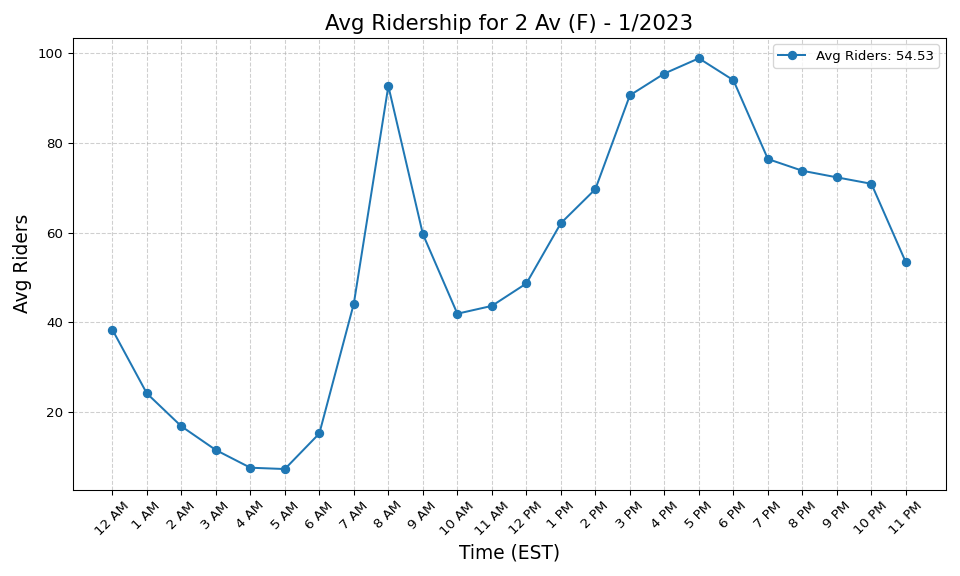 Avg Ridership for 2 Av (F) - 1/2023
Avg Riders: 54.53
Avg Riders
100
80
60
40
20
12 AM
1 AM
2 AM
3 AM
4 AM
5 AM
6 AM
7 AM
8 AM
9 AM
10 AM
11 AM
12 PM
1 PM
2 PM
3 PM
4 PM
5 PM
6 PM
7 PM
8 PM
9 PM
10 PM
11 PM
Time (EST)